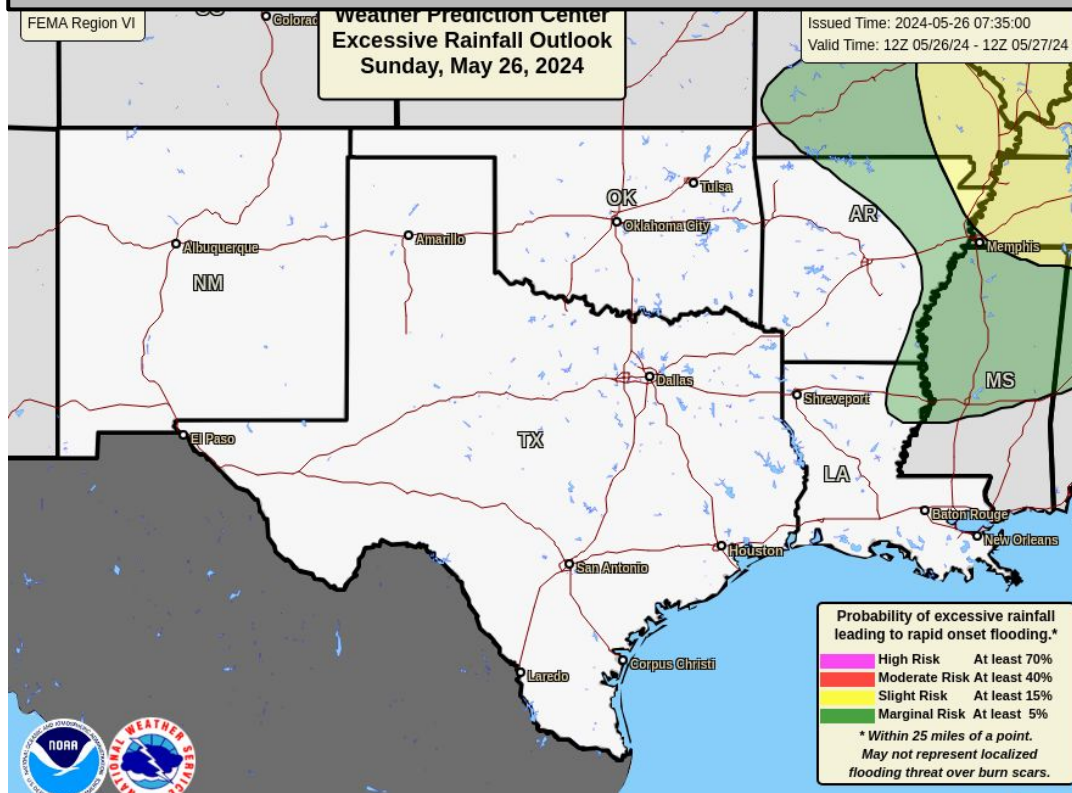 FEMA Region VI
Weather Prediction Center
Excessive Rainfall Outlook
Sunday, May 26, 2024
Issued Time: 2024-05-26 07:35:00
Valid Time: 12Z 05/26/24 - 12Z 05/27/24
Tulsa
OK
Oklahoma City
AR
Amarillo
Albuquerque
Memphis
NM
Dallas
MS
Shreveport
El Paso
TX
LA
Baton Rouge
New Orleans
Houston
San Antonio
Corpus Christi
Laredo
Probability of excessive rainfall
leading to rapid onset flooding.*
High Risk At least 70%
Moderate Risk At least 40%
Slight Risk At least 15%
Marginal Risk At least 5%
* Within 25 miles of a point.
May not represent localized
flooding threat over burn scars.
NOAA
NATIONAL WEATHER SERVICE